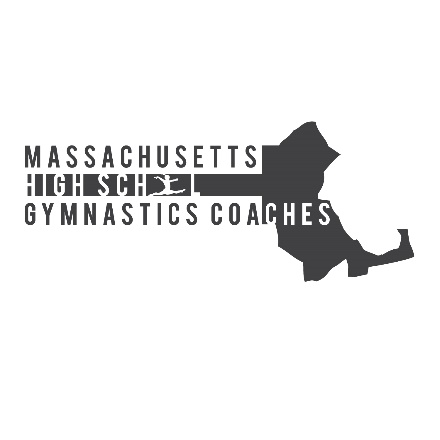 MASSACHUSETTS
HIGH SCHOOL
GYMNASTICS COACHES